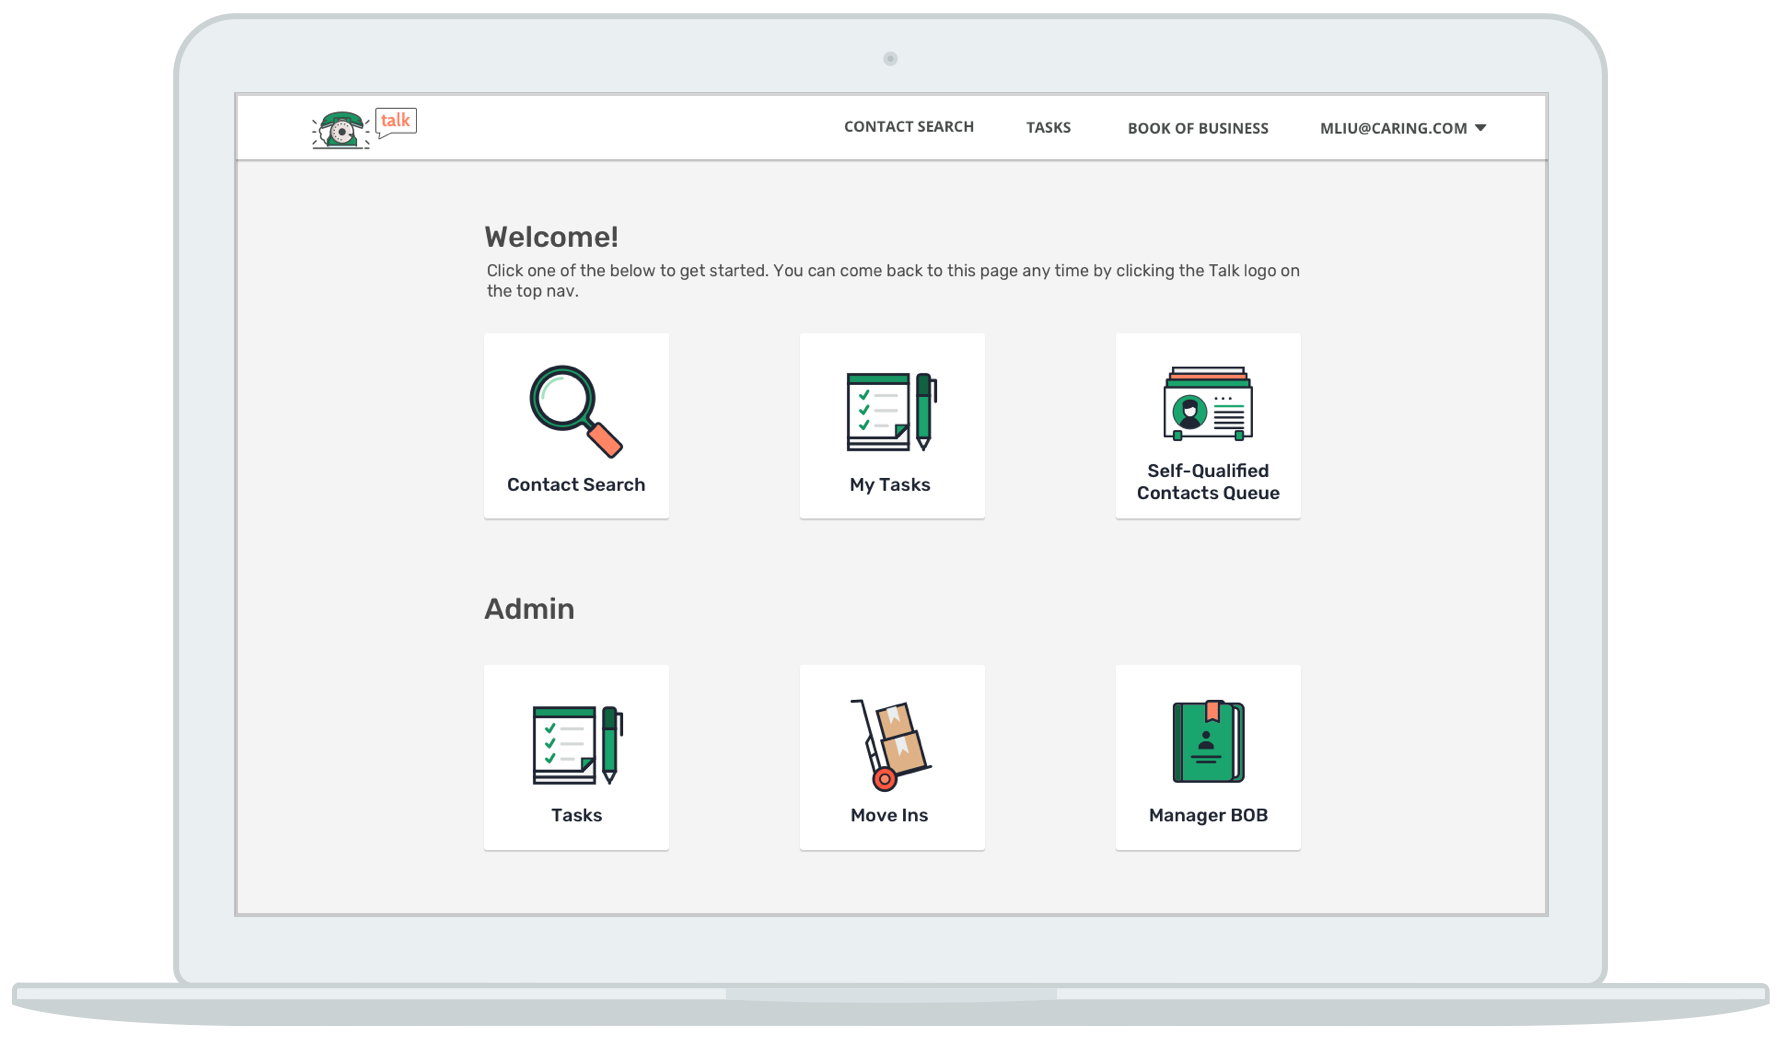 talk
CONTACT SEARCH
TASKS
BOOK OF BUSINESS
MLIU@CARING.COM
Welcome!
Click one of the below to get started. You can come back to this page any time by clicking the Talk logo on
the top nav.
Contact Search
My Tasks
Self-Qualified
Contacts Queue
Admin
Tasks
Move Ins
Manager BOB